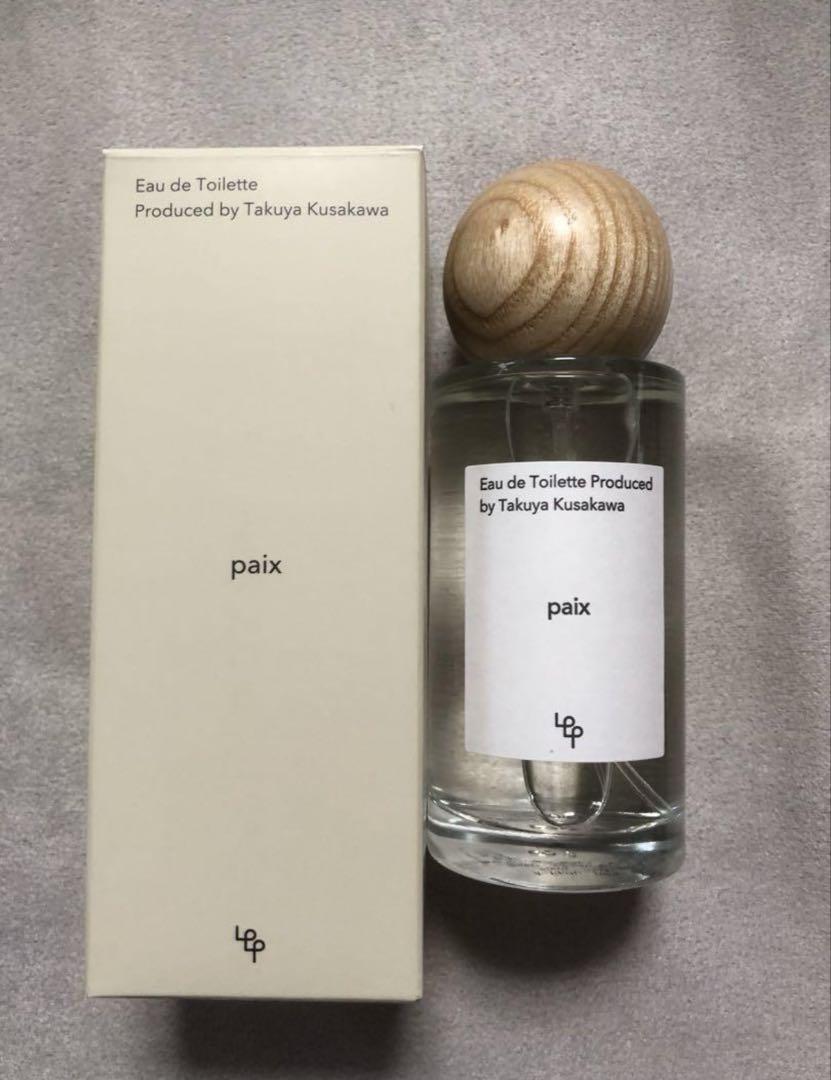 Eau de Toilette
Produced by Takuya Kusakawa
paix
LPP
Eau de Toilette Produced
by Takuya Kusakawa
paix
LPP